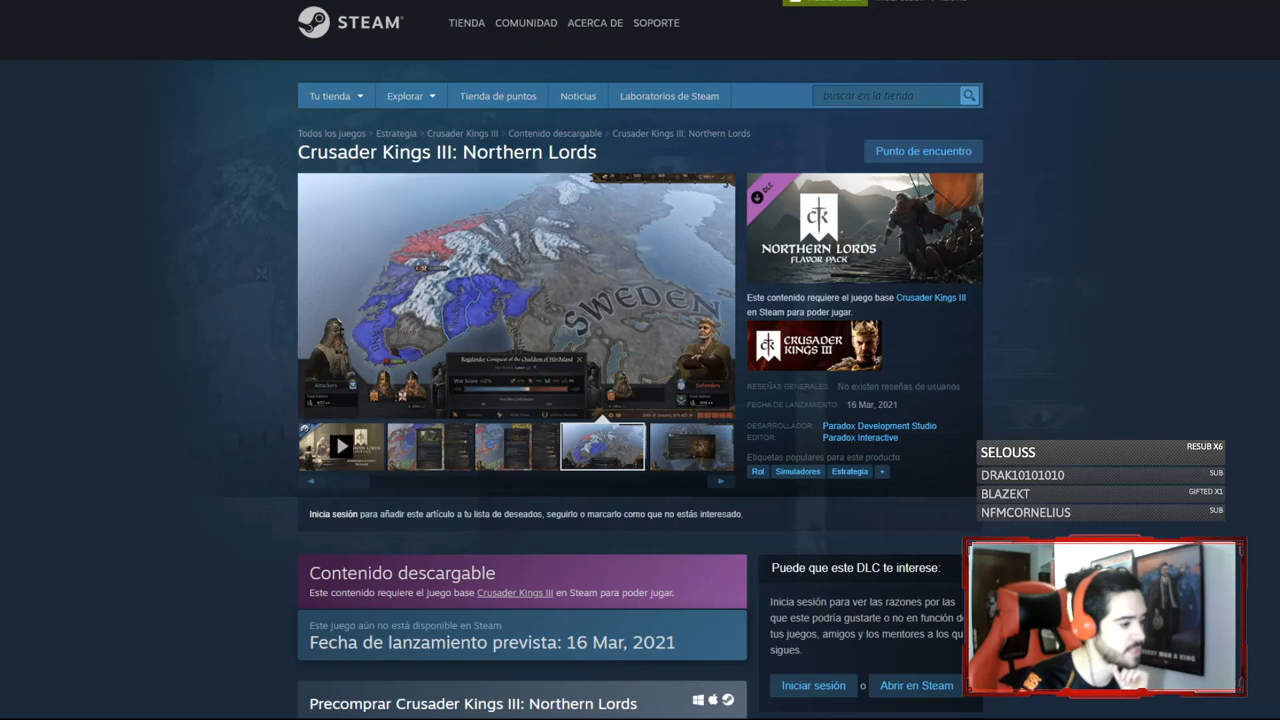 STEAM®
TIENDA COMUNIDAD ACERCA DE SOPORTE
Tu tienda Explorar Tienda de puntos Noticias Laboratorios de Steam
buscar en la tienda
Todos los juegos > Estrategia > Crusader Kings III > Contenido descargable > Crusader Kings III: Northern Lords
Crusader Kings III: Northern Lords
Punto de encuentro
SWEDEN
Attackers
Defenders
War Score
DLC
NORTHERN LORDS
FLAVOR PACK
Este contenido requiere el juego base Crusader Kings III
en Steam para poder jugar.
CRUSADER
KINGS III
RESEÑAS GENERALES: No existen reseñas de usuarios
FECHA DE LANZAMIENTO: 16 Mar, 2021
DESARROLLADOR: Paradox Development Studio
EDITOR: Paradox Interactive
Etiquetas populares para este producto:
Rol Simuladores Estrategia +
Inicia sesión para añadir este artículo a tu lista de deseados, seguirlo o marcarlo como que no estás interesado.
SELOUSS RESUB X6
DRAK10101010 SUB
BLAZEKT GIFTED X1
NFMCORNELIUS SUB
Contenido descargable
Este contenido requiere el juego base Crusader Kings III en Steam para poder jugar.
Este juego aún no está disponible en Steam
Fecha de lanzamiento prevista: 16 Mar, 2021
Puede que este DLC te interese:
Inicia sesión para ver las razones por las
que este podría gustarte o no en función de
tus juegos, amigos y los mentores a los qu
sigues.
Iniciar sesión o Abrir en Steam
Precomprar Crusader Kings III: Northern Lords